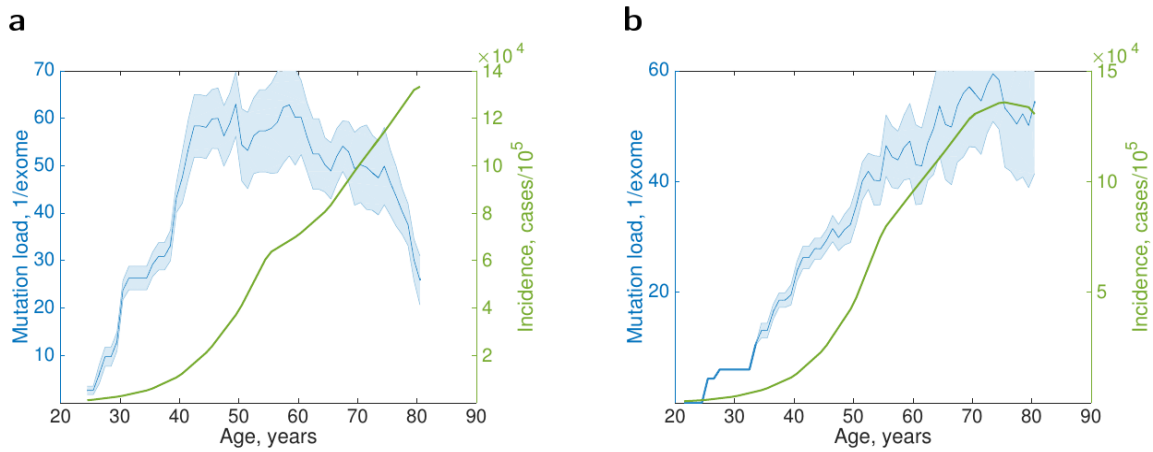 a
Mutation load, 1/exome
70
60
50
40
30
20
10
×10⁴
14
12
10
8
6
4
2
Incidence, cases/10⁵
20 30 40 50 60 70 80 90
Age, years
b
Mutation load, 1/exome
60
40
20
×10⁴
15
10
5
Incidence, cases/10⁵
20 30 40 50 60 70 80 90
Age, years